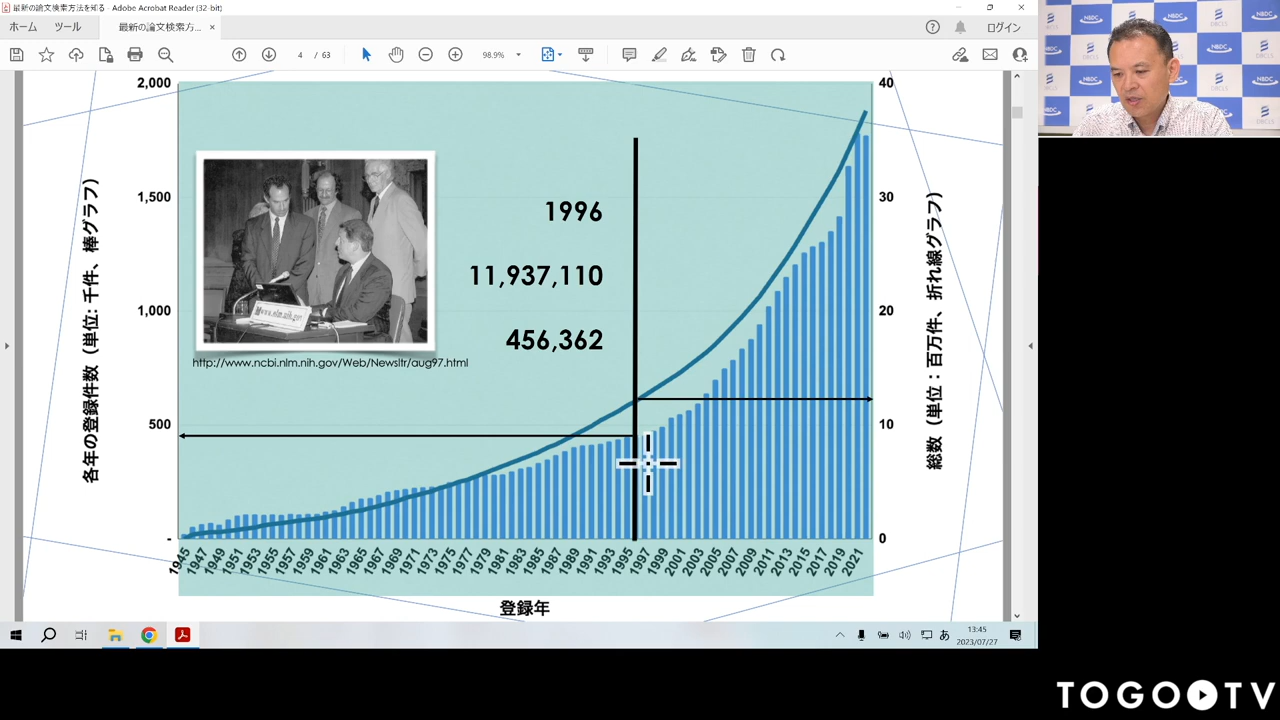 最新の論文検索方法を知る - Adobe Acrobat Reader (32-bit)
ホーム ツール 最新の論文検索方... × ログイン
4 / 63 98.9%
2,000 40
1,500 30
1,000 20
500 10
- 0
各年の登録件数（単位: 千件、棒グラフ）
1996
11,937,110
456,362
www.nlm.nih.gov
http://www.ncbi.nlm.nih.gov/Web/Newsltr/aug97.html
総数（単位：百万件、折れ線グラフ）
1945 1947 1949 1951 1953 1955 1957 1959 1961 1963 1965 1967 1969 1971 1973 1975 1977 1979 1981 1983 1985 1987 1989 1991 1993 1995 1997 1999 2001 2003 2005 2007 2009 2011 2013 2015 2017 2019 2021
登録年
あ 13:45
2023/07/27
NBDC
DBCLS
TOGO TV